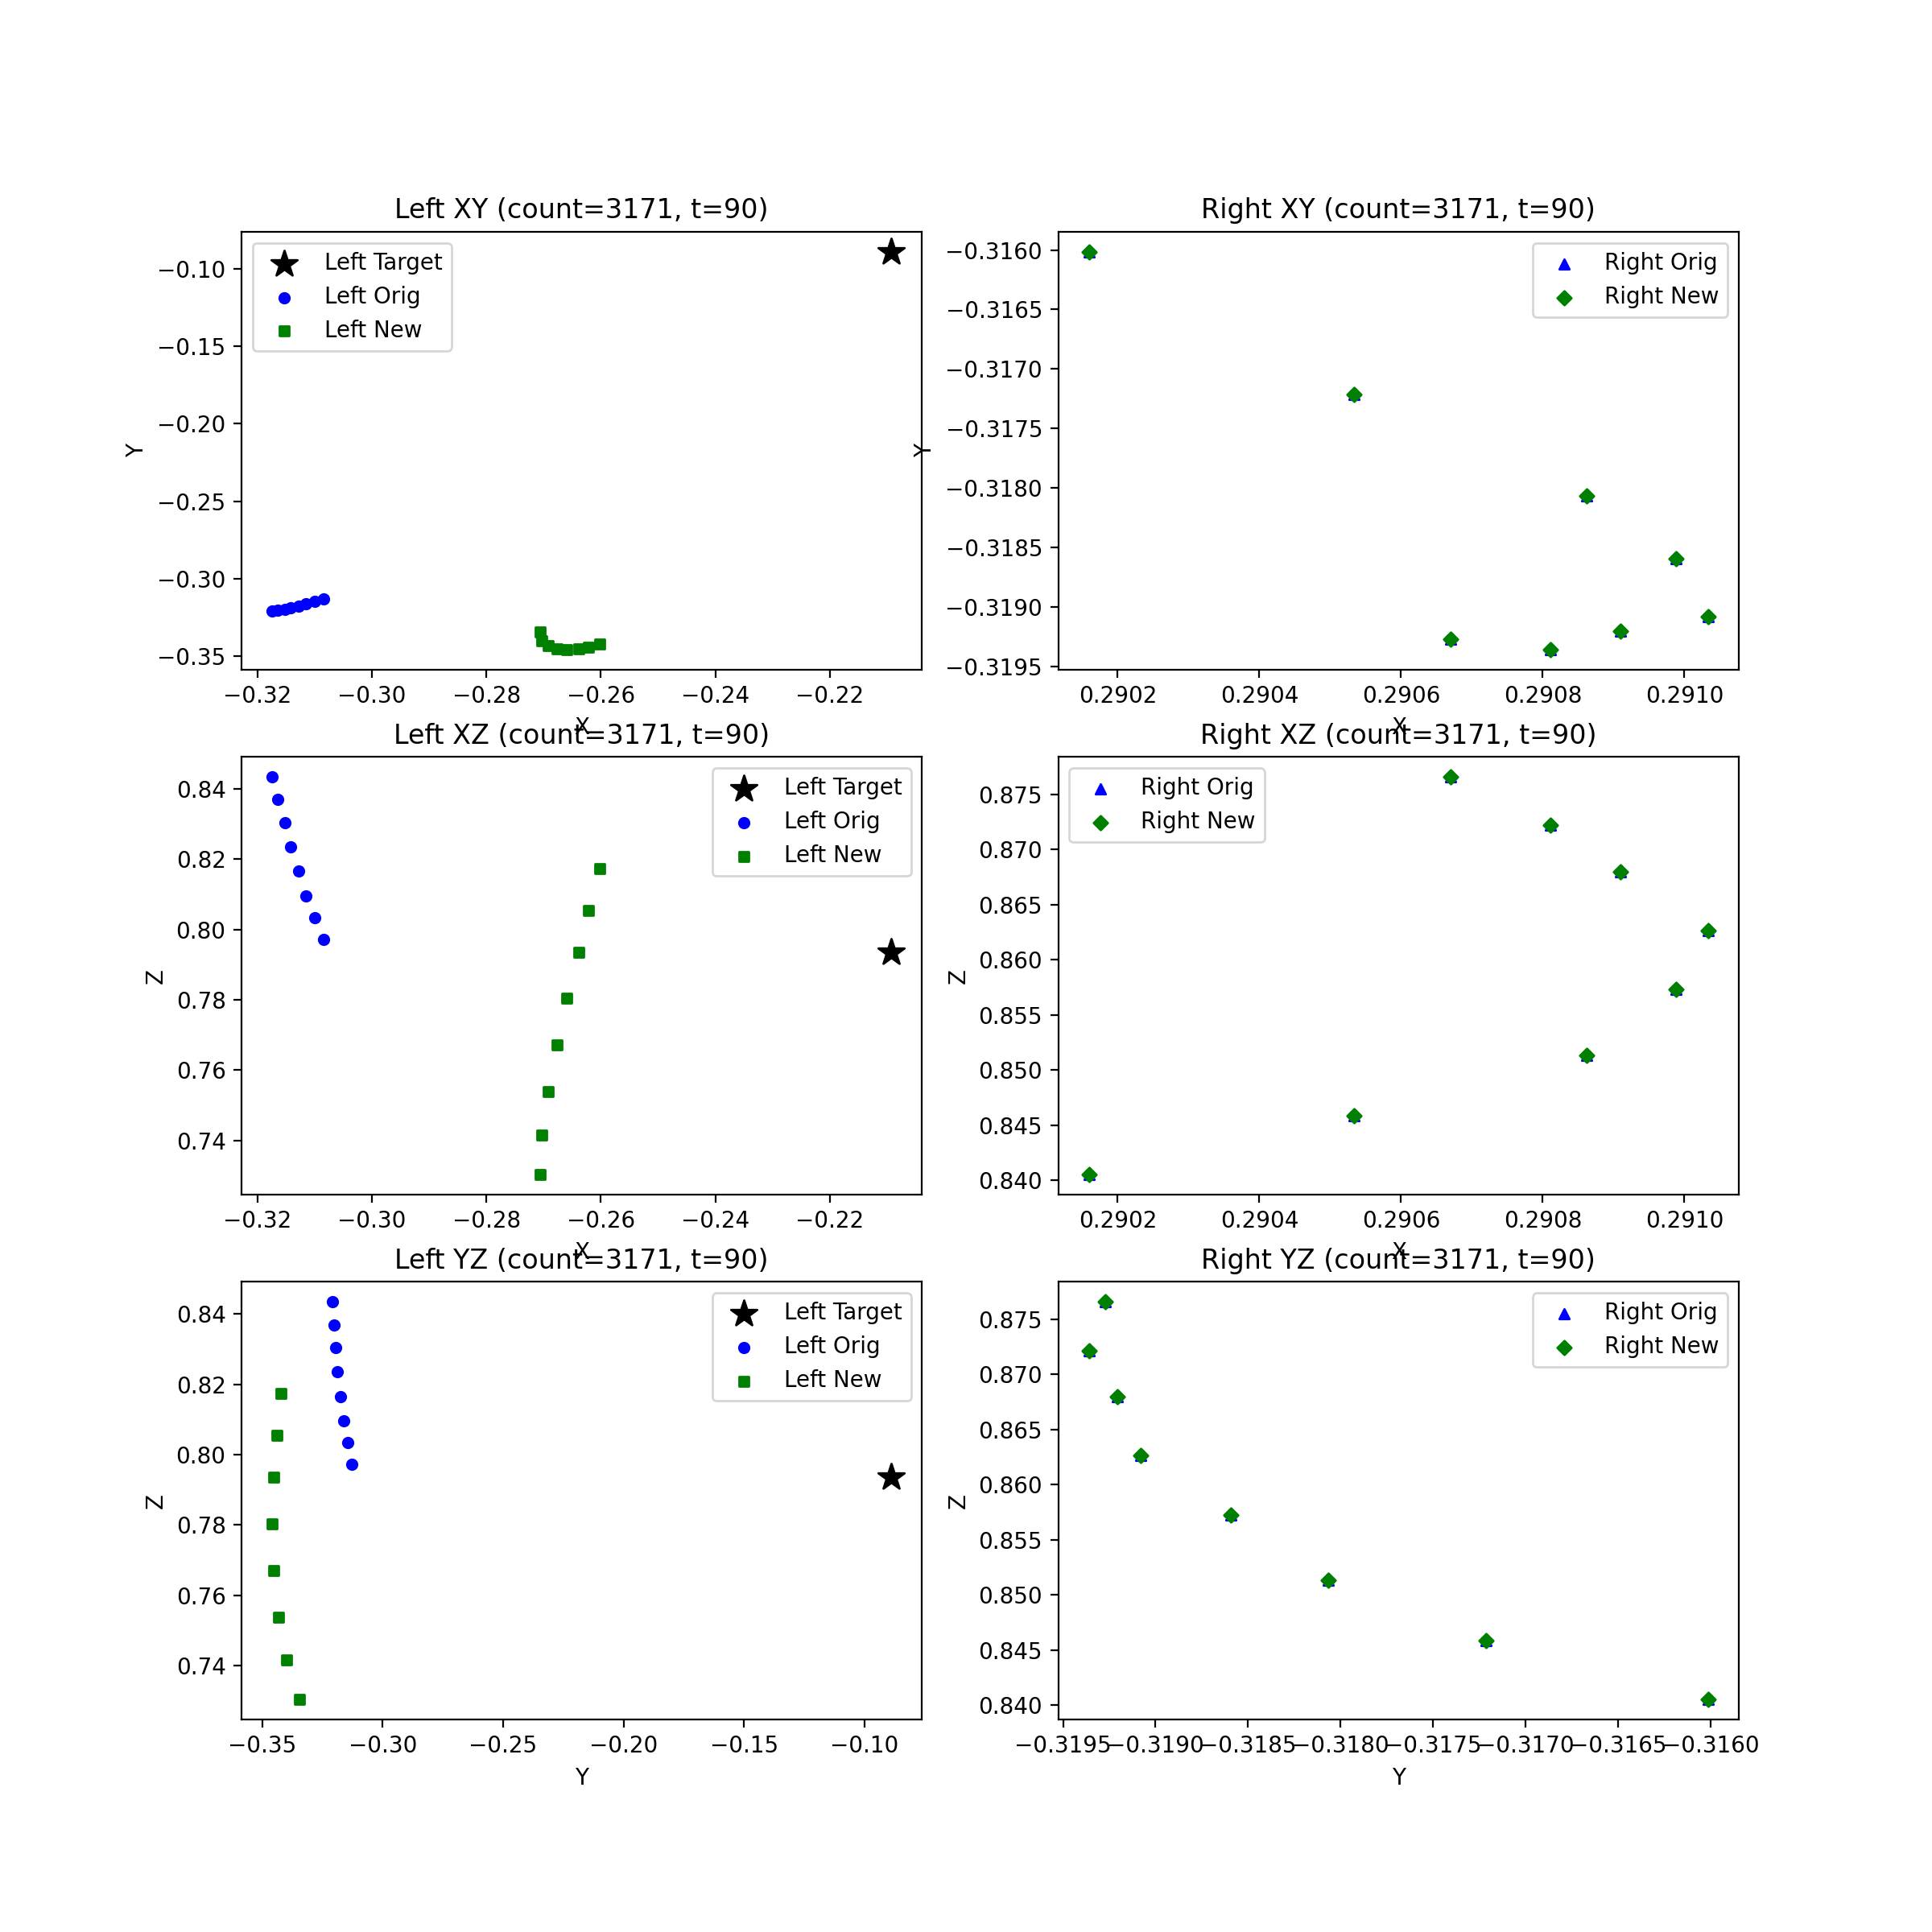 Left XY (count=3171, t=90)
Left Target
Left Orig
Left New
−0.10
−0.15
−0.20
−0.25
−0.30
−0.35
Y
−0.32
−0.30
−0.28
−0.26
−0.24
−0.22
X
Right XY (count=3171, t=90)
Right Orig
Right New
−0.3160
−0.3165
−0.3170
−0.3175
−0.3180
−0.3185
−0.3190
−0.3195
Y
0.2902
0.2904
0.2906
0.2908
0.2910
X
Left XZ (count=3171, t=90)
Left Target
Left Orig
Left New
0.84
0.82
0.80
0.78
0.76
0.74
Z
−0.32
−0.30
−0.28
−0.26
−0.24
−0.22
X
Right XZ (count=3171, t=90)
Right Orig
Right New
0.875
0.870
0.865
0.860
0.855
0.850
0.845
0.840
Z
0.2902
0.2904
0.2906
0.2908
0.2910
X
Left YZ (count=3171, t=90)
Left Target
Left Orig
Left New
0.84
0.82
0.80
0.78
0.76
0.74
Z
−0.35
−0.30
−0.25
−0.20
−0.15
−0.10
Y
Right YZ (count=3171, t=90)
Right Orig
Right New
0.875
0.870
0.865
0.860
0.855
0.850
0.845
0.840
Z
−0.3195
−0.3190
−0.3185
−0.3180
−0.3175
−0.3170
−0.3165
−0.3160
Y